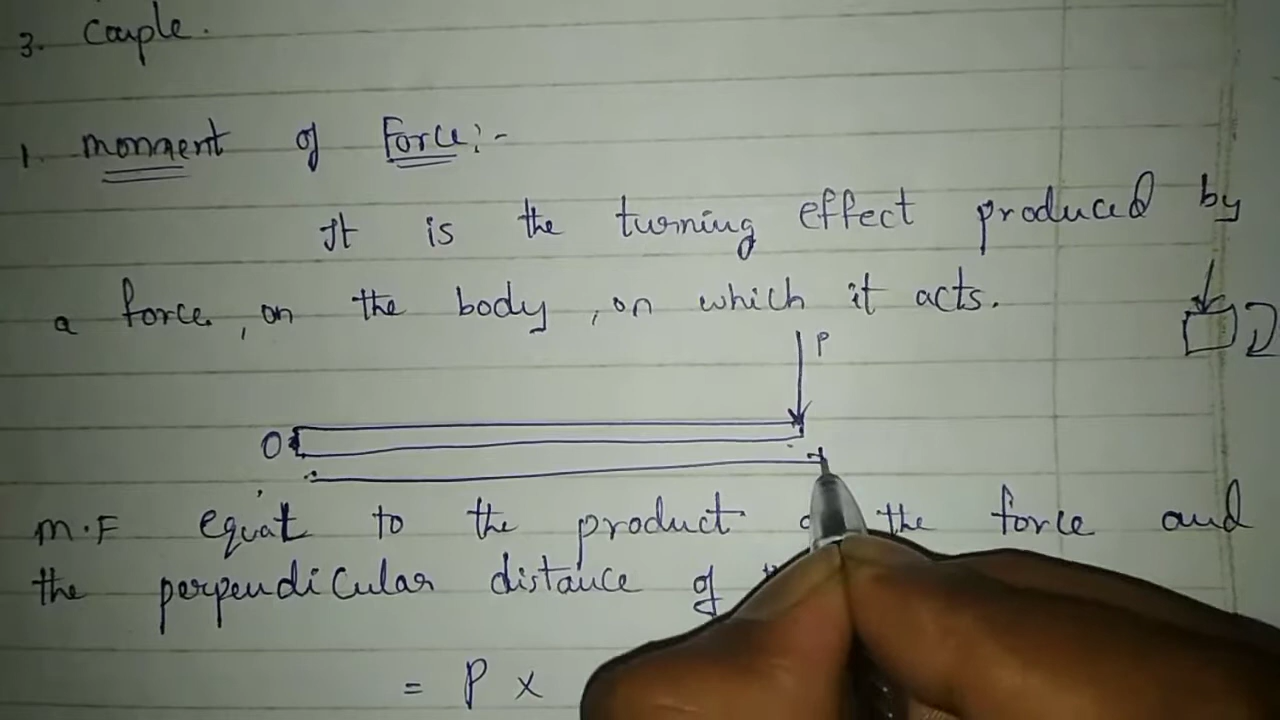 3. Couple.
1. moment of Force:-
It is the turning effect produced by
a force, on the body, on which it acts.
P
O
m.F equat to the product the force and
the perpendicular distance of
= P ×